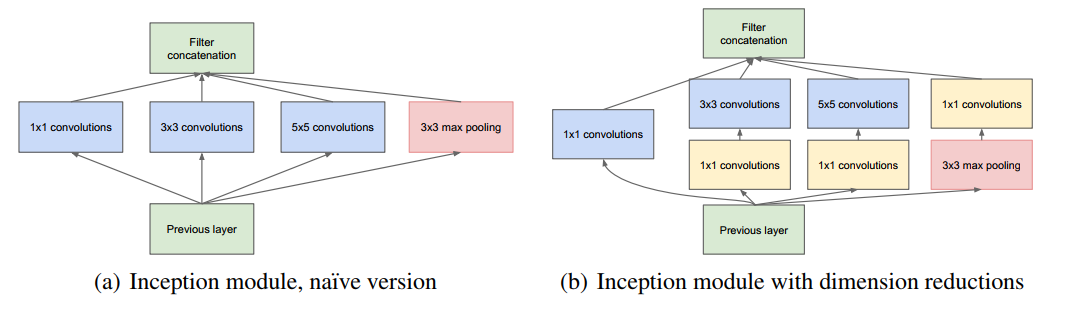 Filter
concatenation
1x1 convolutions
3x3 convolutions
5x5 convolutions
3x3 max pooling
Previous layer
(a) Inception module, naïve version
Filter
concatenation
3x3 convolutions
5x5 convolutions
1x1 convolutions
1x1 convolutions
1x1 convolutions
1x1 convolutions
3x3 max pooling
Previous layer
(b) Inception module with dimension reductions